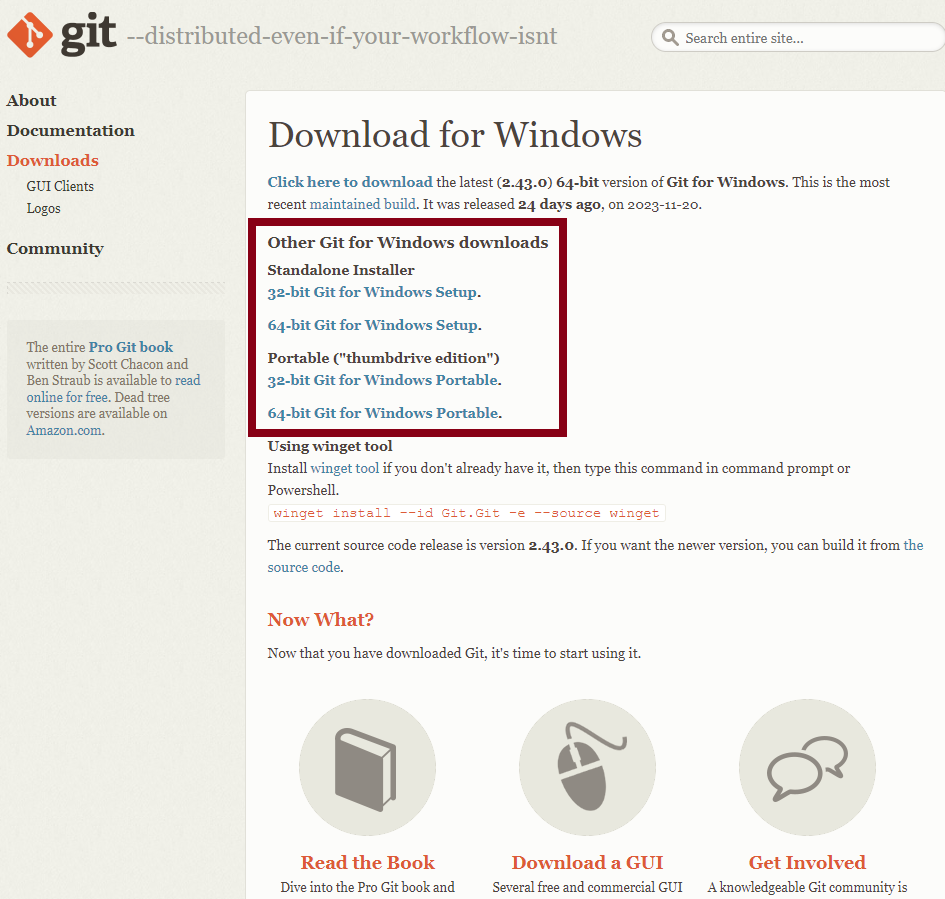 git --distributed-even-if-your-workflow-isnt
Search entire site...
About
Documentation
Downloads
GUI Clients
Logos
Community
The entire Pro Git book
written by Scott Chacon and
Ben Straub is available to read
online for free. Dead tree
versions are available on
Amazon.com.
Download for Windows
Click here to download the latest (2.43.0) 64-bit version of Git for Windows. This is the most
recent maintained build. It was released 24 days ago, on 2023-11-20.
Other Git for Windows downloads
Standalone Installer
32-bit Git for Windows Setup.
64-bit Git for Windows Setup.
Portable ("thumbdrive edition")
32-bit Git for Windows Portable.
64-bit Git for Windows Portable.
Using winget tool
Install winget tool if you don't already have it, then type this command in command prompt or
Powershell.
winget install --id Git.Git -e --source winget
The current source code release is version 2.43.0. If you want the newer version, you can build it from the
source code.
Now What?
Now that you have downloaded Git, it's time to start using it.
Read the Book
Dive into the Pro Git book and
Download a GUI
Several free and commercial GUI
Get Involved
A knowledgeable Git community is